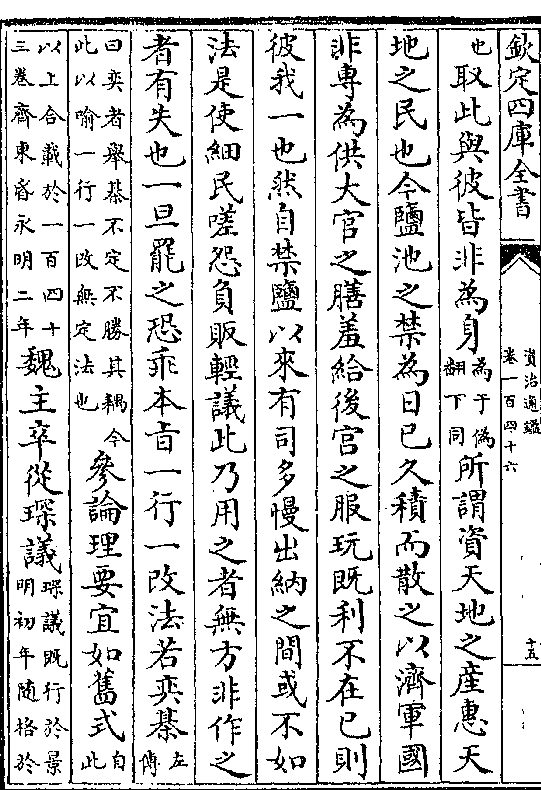 欽定四庫全書
資治通鑑
卷一百四十六
十五
也取此與彼皆非為身為于偽翻下同所謂資天地之產惠天
地之民也今鹽池之禁為日已久積而散之以濟軍國
非專為供大官之膳羞給後宮之服玩既利不在已則
彼我一也然自禁鹽以來有司多慢出納之間或不如
法是使細民嗟怨負販輕議此乃用之者無方非作之
者有失也一旦罷之恐乖本旨一行一改法若奕棊左傳
曰奕者舉棊不定不勝其耦今此以喻一行一改無定法也參論理要宜如舊式自此
以上合載於一百四十三卷齊東昏永明二年魏主卒從琛議琛議既行於景明初年随格於